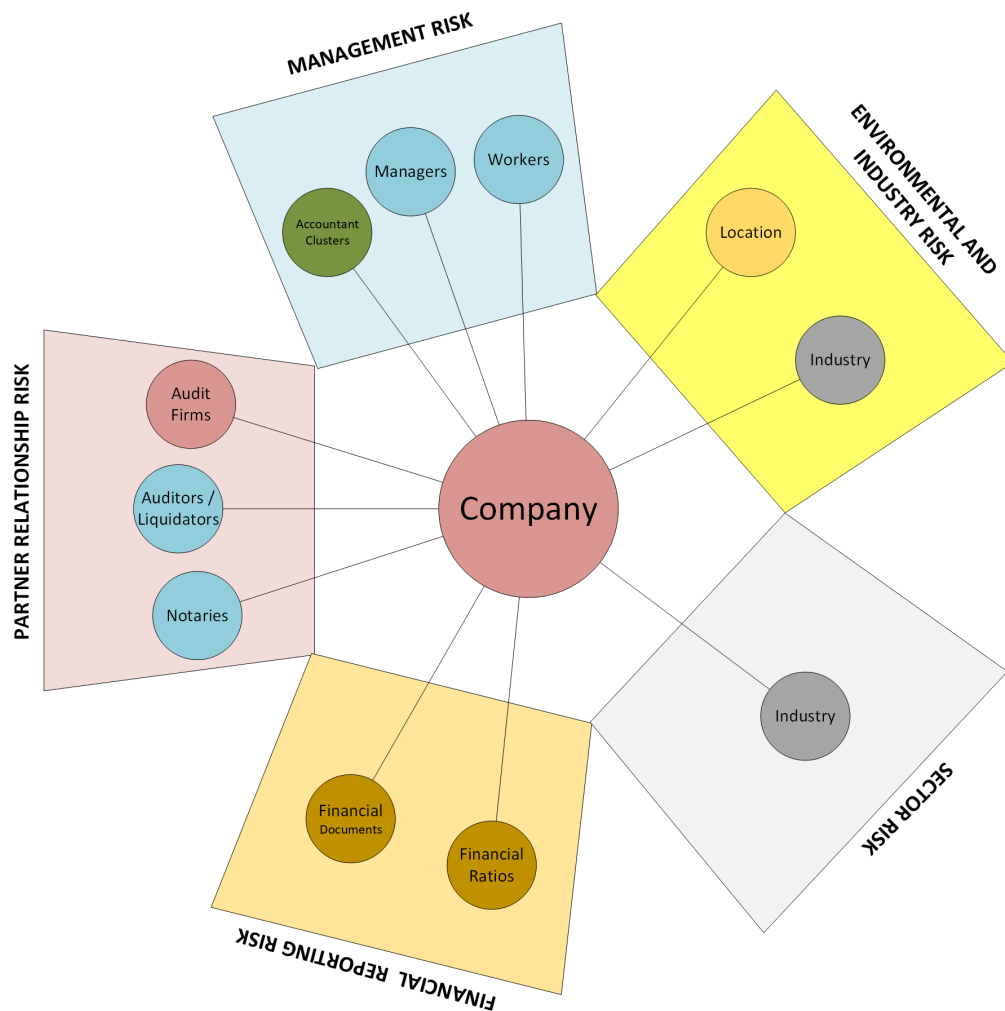 MANAGEMENT RISK
Accountant
Clusters
Managers
Workers
ENVIRONMENTAL AND
INDUSTRY RISK
Location
Industry
PARTNER RELATIONSHIP RISK
Audit
Firms
Auditors /
Liquidators
Notaries
Company
Industry
SECTOR RISK
Financial
Documents
Financial
Ratios
FINANCIAL REPORTING RISK